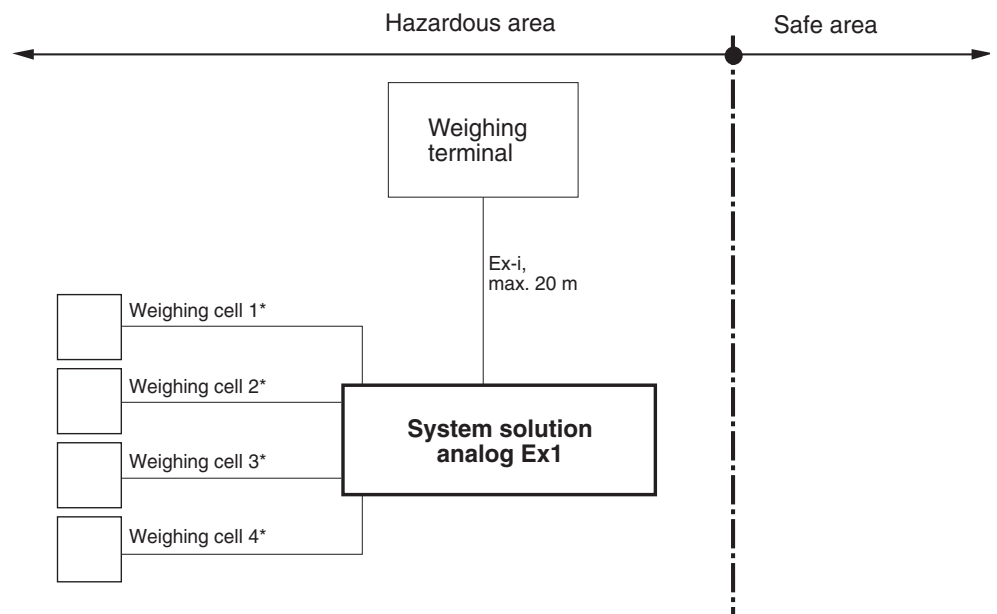 Hazardous area
Safe area
Weighing
terminal
Ex-i,
max. 20 m
Weighing cell 1*
Weighing cell 2*
Weighing cell 3*
Weighing cell 4*
System solution
analog Ex1